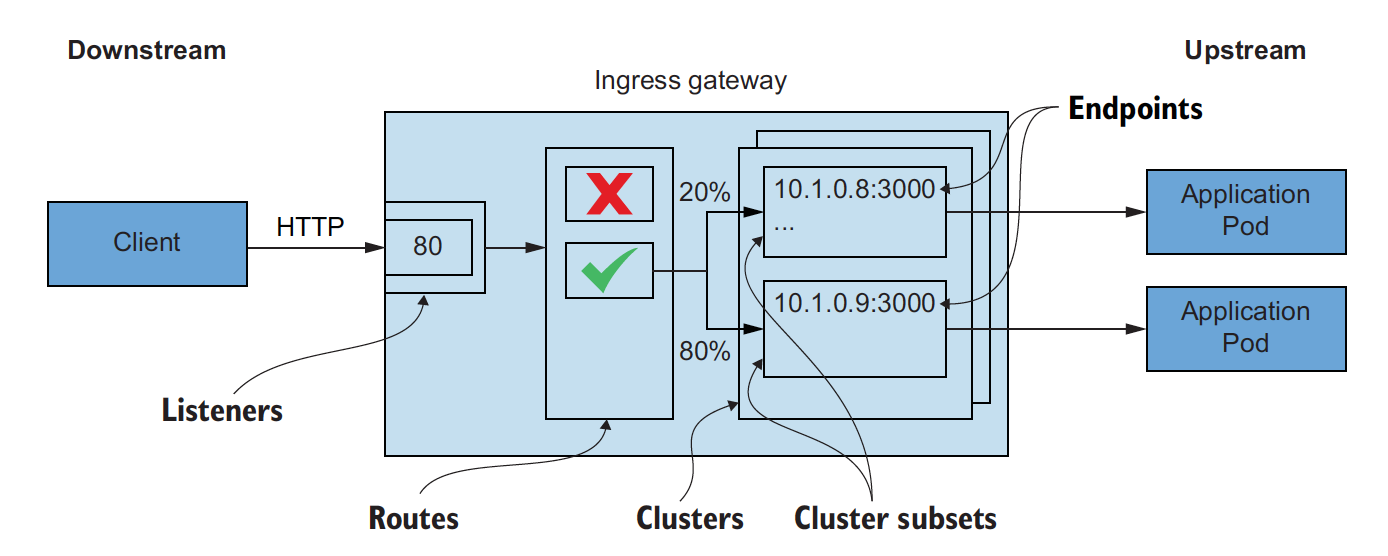 Downstream
Upstream
Ingress gateway
Endpoints
Client
HTTP
80
20%
80%
10.1.0.8:3000
...
10.1.0.9:3000
Application
Pod
Application
Pod
Listeners
Routes
Clusters
Cluster subsets